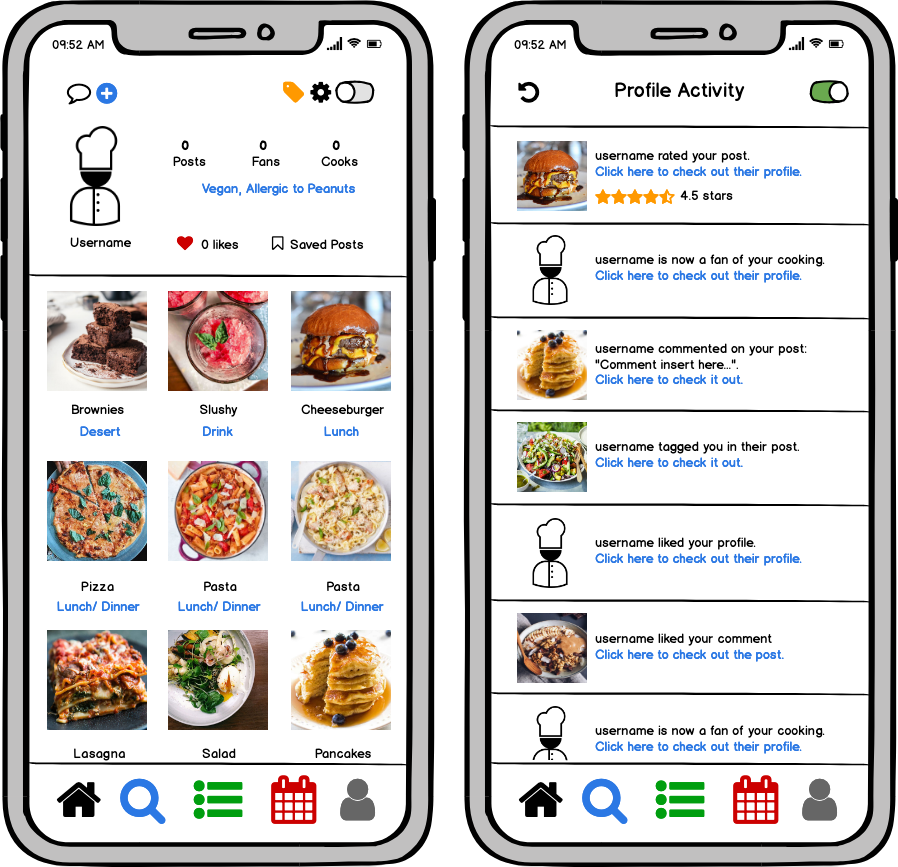 09:52 AM
0 0 0
Posts Fans Cooks
Vegan, Allergic to Peanuts
Username 0 likes Saved Posts
Brownies Slushy Cheeseburger
Desert Drink Lunch
Pizza Pasta Pasta
Lunch/ Dinner Lunch/ Dinner Lunch/ Dinner
Lasagna Salad Pancakes
09:52 AM
Profile Activity
username rated your post.
Click here to check out their profile.
4.5 stars
username is now a fan of your cooking.
Click here to check out their profile.
username commented on your post:
"Comment insert here...".
Click here to check it out.
username tagged you in their post.
Click here to check it out.
username liked your profile.
Click here to check out their profile.
username liked your comment
Click here to check out the post.
username is now a fan of your cooking.
Click here to check out their profile.